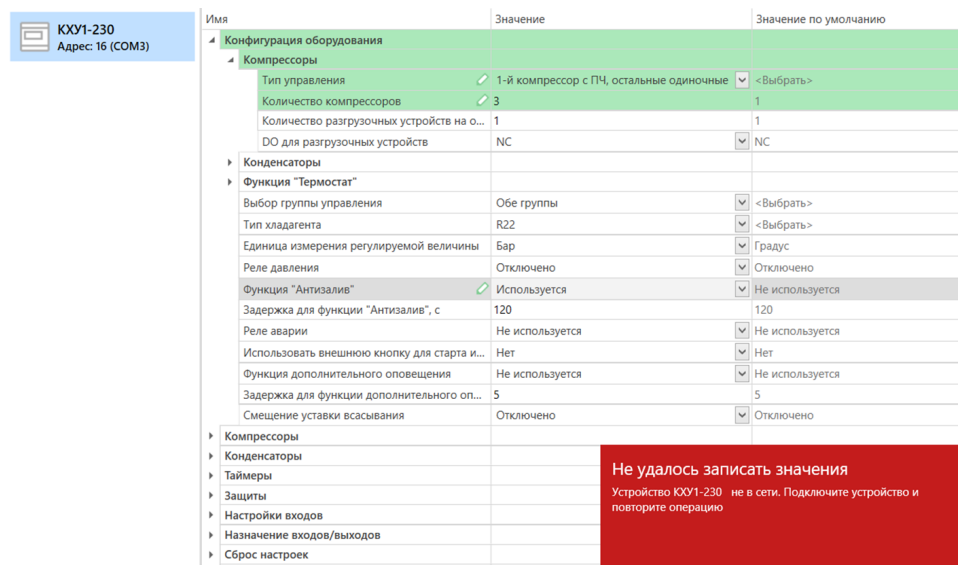 КХУ1-230
Адрес: 16 (COM3)
Имя Значение Значение по умолчанию
Конфигурация оборудования
Компрессоры
Тип управления 1-й компрессор с ПЧ, остальные одиночные <Выбрать>
Количество компрессоров 3 1
Количество разгрузочных устройств на о... 1 1
DO для разгрузочных устройств NC NC
Конденсаторы
Функция "Термостат"
Выбор группы управления Обе группы <Выбрать>
Тип хладагента R22 <Выбрать>
Единица измерения регулируемой величины Бар Градус
Реле давления Отключено Отключено
Функция "Антизалив" Используется Не используется
Задержка для функции "Антизалив", с 120 120
Реле аварии Не используется Не используется
Использовать внешнюю кнопку для старта и... Нет Нет
Функция дополнительного оповещения Не используется Не используется
Задержка для функции дополнительного оп... 5 5
Смещение уставки всасывания Отключено Отключено
Компрессоры
Конденсаторы
Таймеры
Защиты
Настройки входов
Назначение входов/выходов
Сброс настроек
Не удалось записать значения
Устройство КХУ1-230 не в сети. Подключите устройство и
повторите операцию